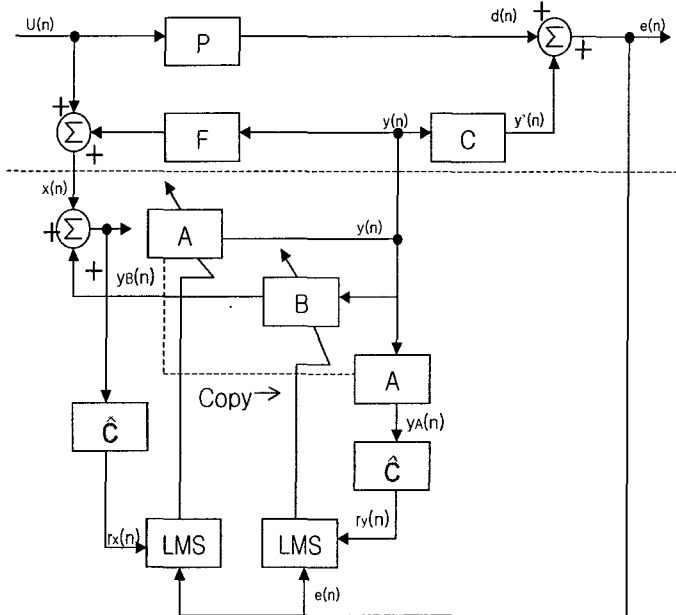 U(n)
P
d(n)
+
Σ
+
e(n)
+
Σ
+
F
y(n)
C
y'(n)
x(n)
+
Σ
+
A
y(n)
yB(n)
B
Copy→
A
yA(n)
Ĉ
Ĉ
ry(n)
rx(n)
LMS
LMS
e(n)